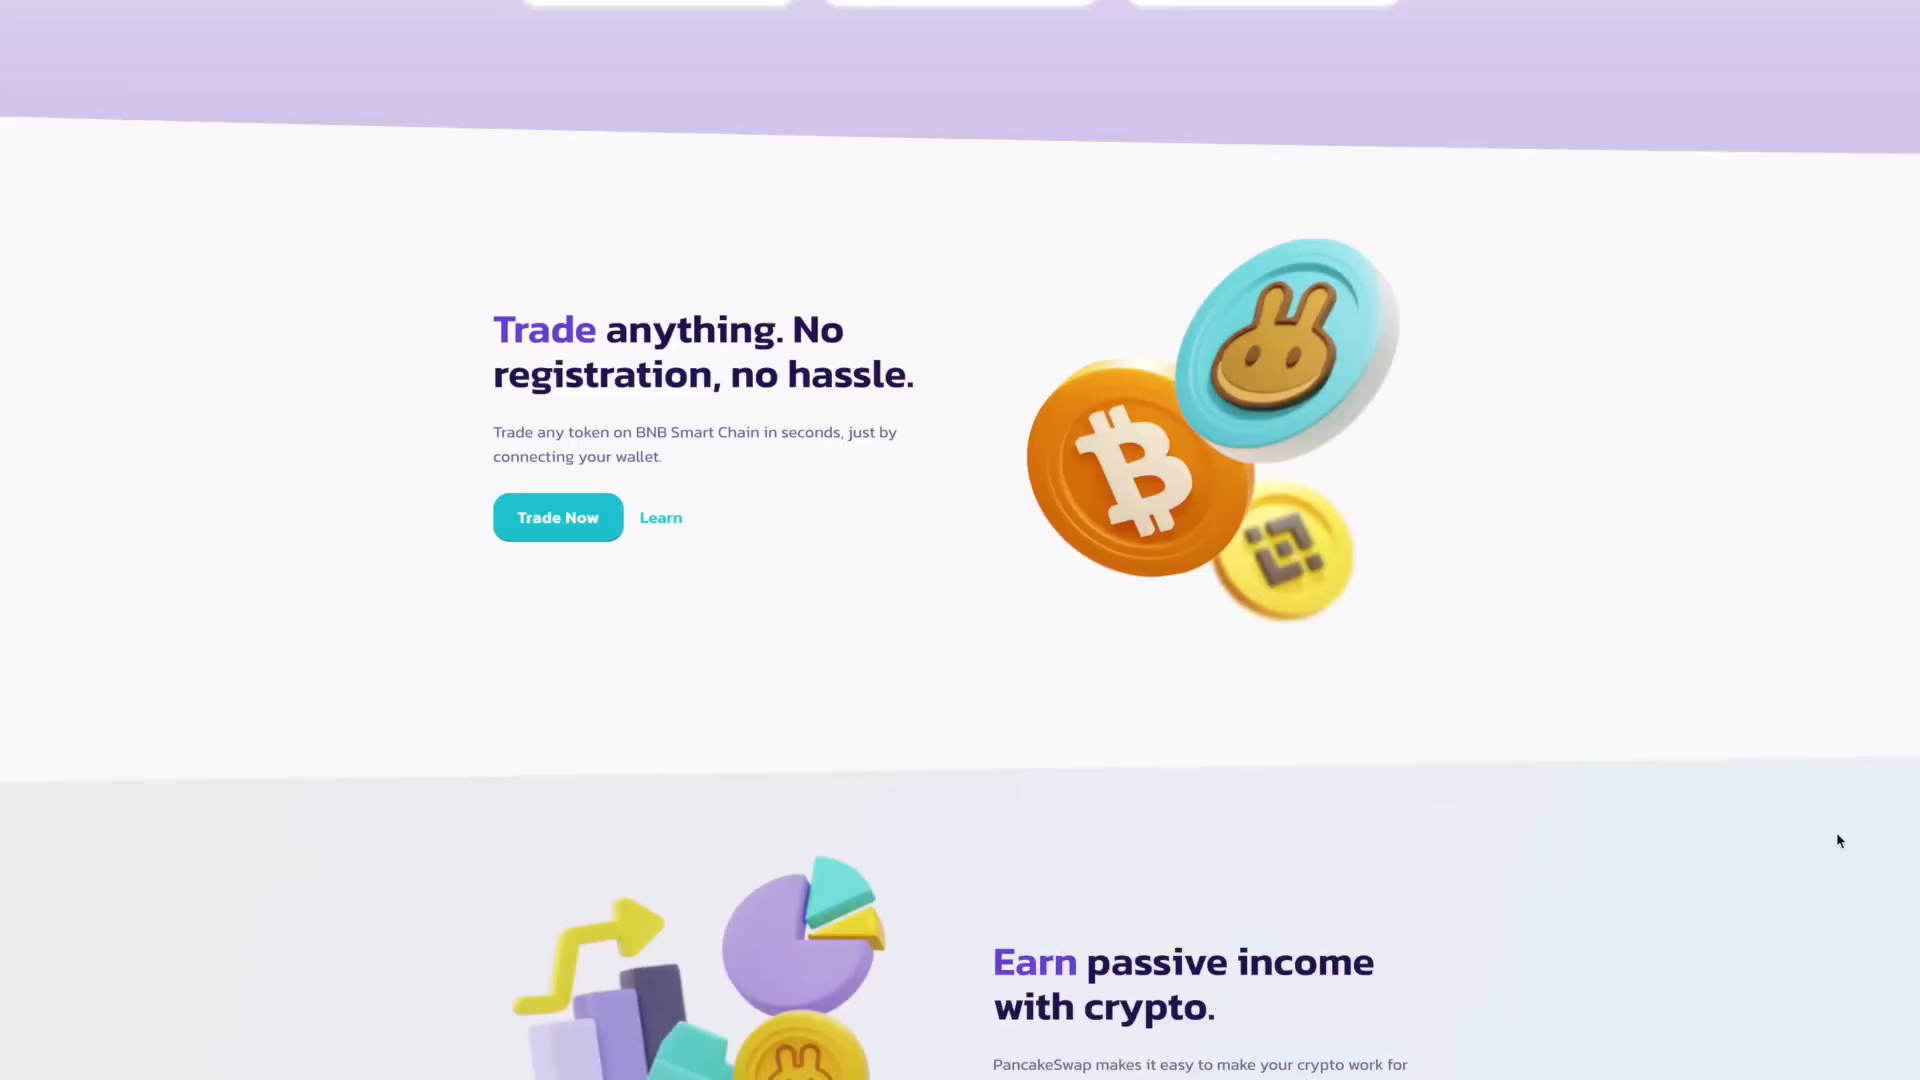 Trade anything. No
registration, no hassle.
Trade any token on BNB Smart Chain in seconds, just by
connecting your wallet.
Trade Now
Learn
Earn passive income
with crypto.
PancakeSwap makes it easy to make your crypto work for